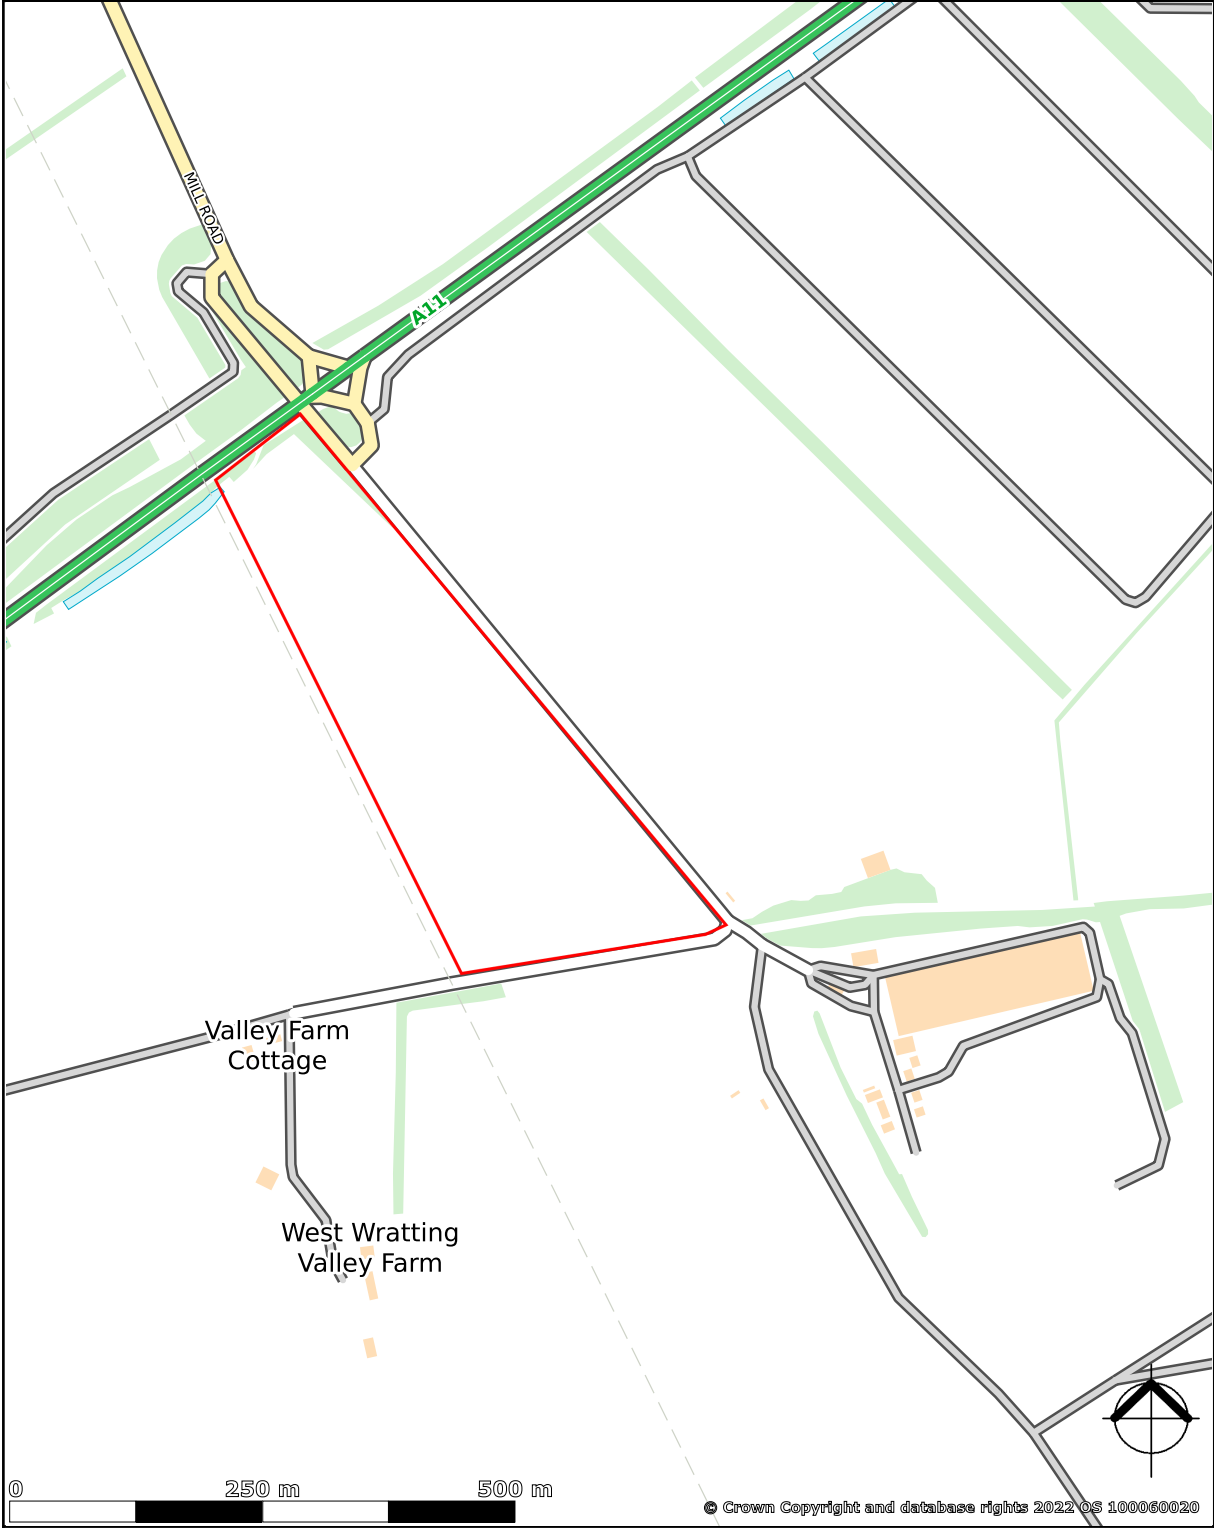 MILL ROAD
A11
Valley Farm
Cottage
West Wratting
Valley Farm
0 250 m 500 m
© Crown Copyright and database rights 2022 OS 100060020